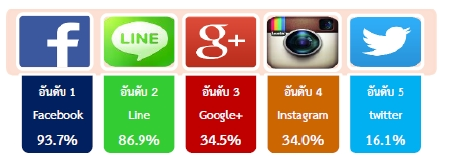 f
LINE
g+
อันดับ 1
อันดับ 2
อันดับ 3
อันดับ 4
อันดับ 5
Facebook
Line
Google+
Instagram
twitter
93.7%
86.9%
34.5%
34.0%
16.1%